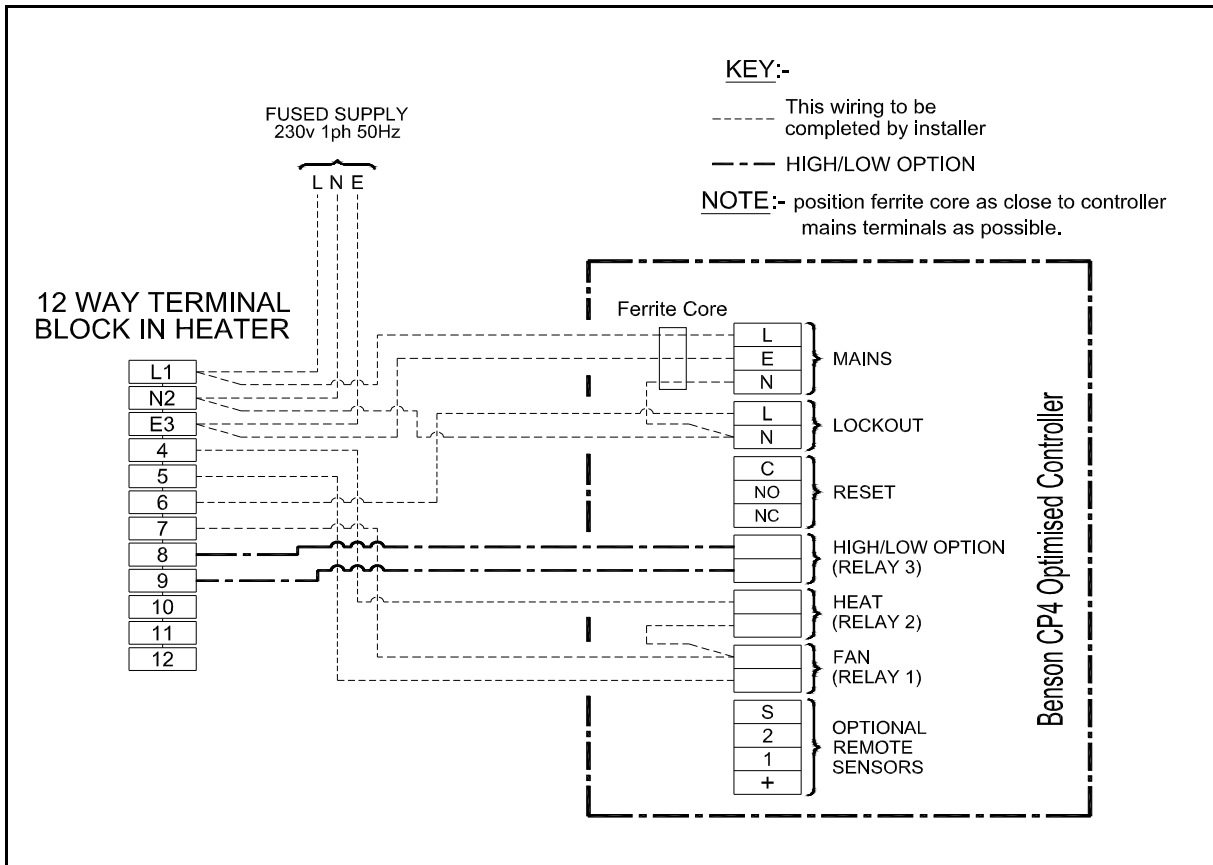 KEY:-
This wiring to be
completed by installer
HIGH/LOW OPTION
NOTE:- position ferrite core as close to controller
mains terminals as possible.
FUSED SUPPLY
230v 1ph 50Hz
L N E
12 WAY TERMINAL
BLOCK IN HEATER
L1
N2
E3
4
5
6
7
8
9
10
11
12
Ferrite Core
L
E
N
MAINS
L
N
LOCKOUT
C
NO
NC
RESET
HIGH/LOW OPTION
(RELAY 3)
HEAT
(RELAY 2)
FAN
(RELAY 1)
S
2
1
+
OPTIONAL
REMOTE
SENSORS
Benson CP4 Optimised Controller